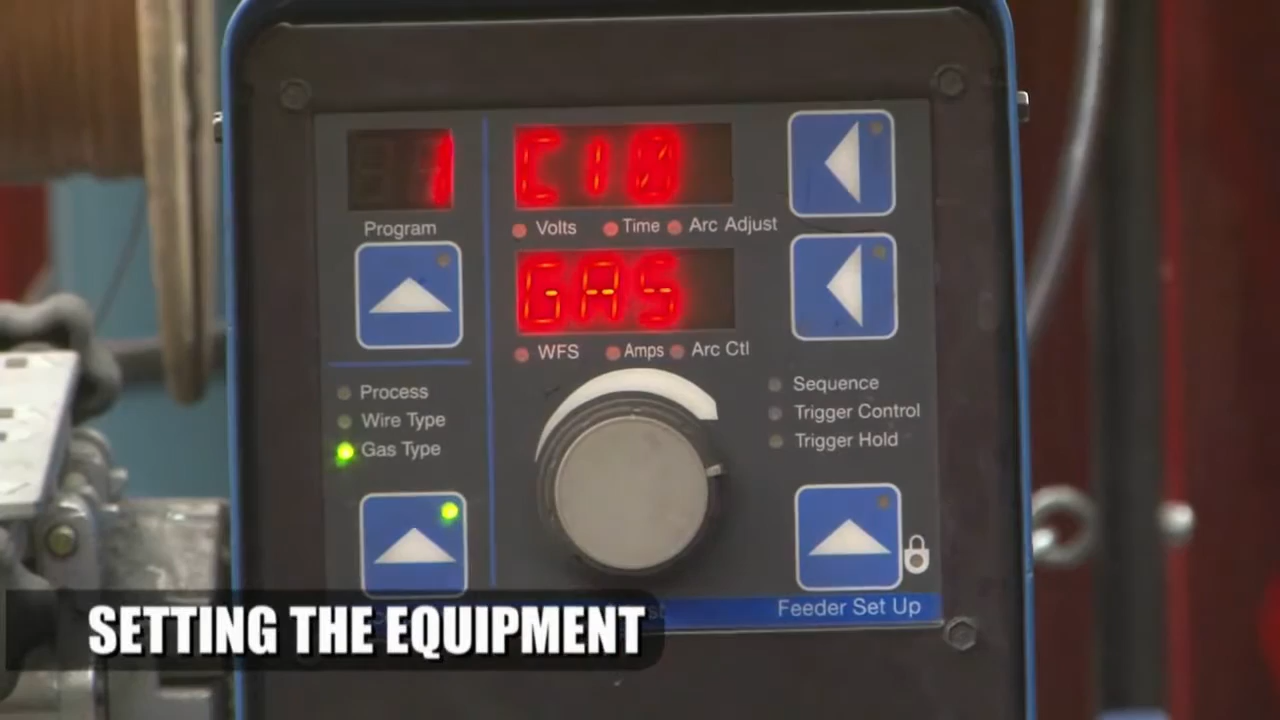 1
C10
Program
Volts
Time
Arc Adjust
GAS
WFS
Amps
Arc Ctl
Process
Wire Type
Gas Type
Sequence
Trigger Control
Trigger Hold
Feeder Set Up
SETTING THE EQUIPMENT